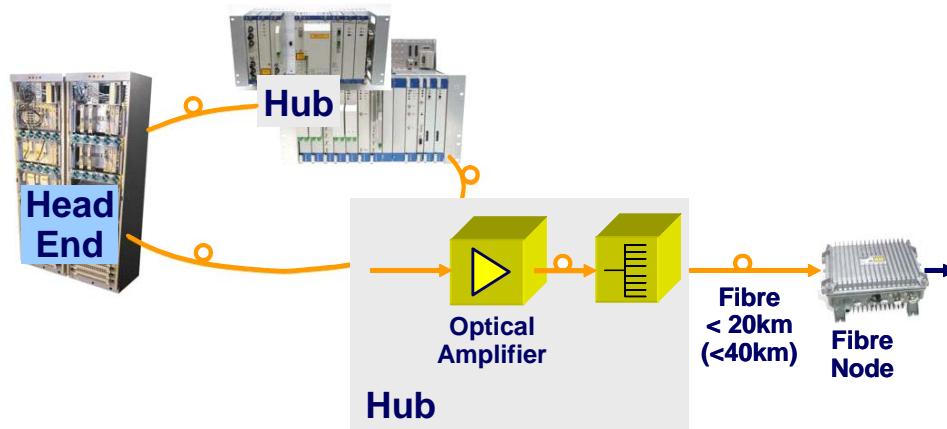 Hub
Head
End
Optical
Amplifier
Fibre
< 20km
(<40km)
Fibre
Node
Hub